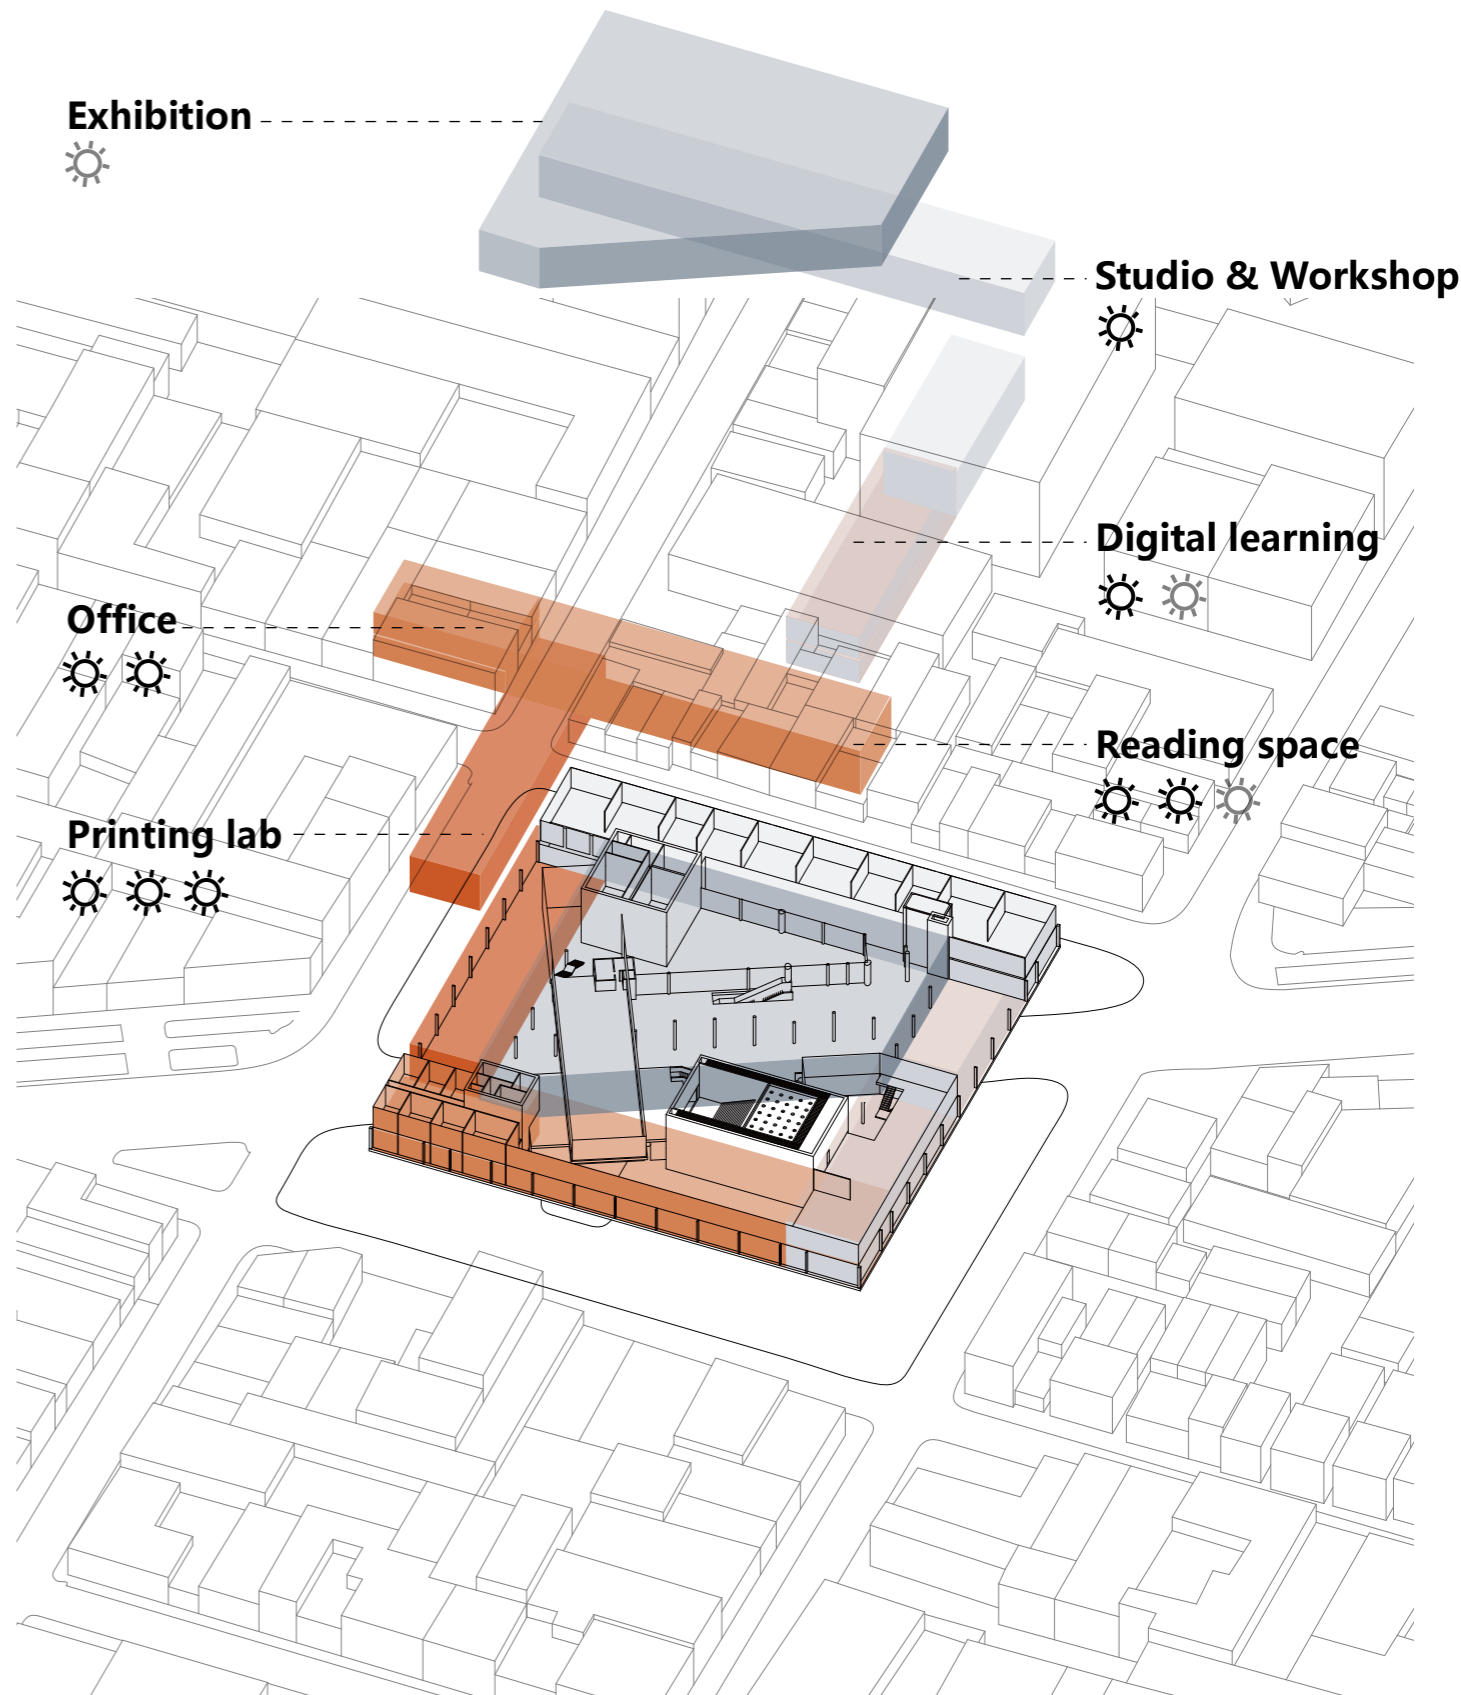 Exhibition
Studio & Workshop
Digital learning
Office
Reading space
Printing lab